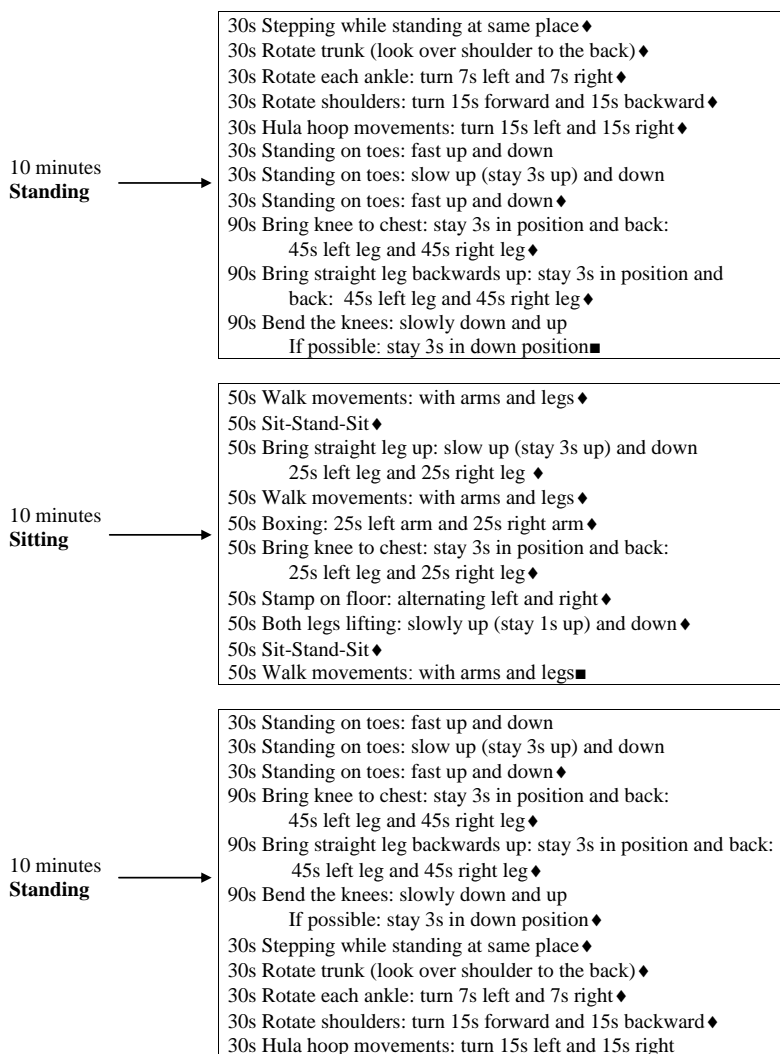 30s Stepping while standing at same place♦
30s Rotate trunk (look over shoulder to the back)♦
30s Rotate each ankle: turn 7s left and 7s right♦
30s Rotate shoulders: turn 15s forward and 15s backward♦
30s Hula hoop movements: turn 15s left and 15s right♦
30s Standing on toes: fast up and down
30s Standing on toes: slow up (stay 3s up) and down
30s Standing on toes: fast up and down♦
90s Bring knee to chest: stay 3s in position and back:
45s left leg and 45s right leg♦
90s Bring straight leg backwards up: stay 3s in position and
back: 45s left leg and 45s right leg♦
90s Bend the knees: slowly down and up
If possible: stay 3s in down position■
10 minutes
Standing
50s Walk movements: with arms and legs♦
50s Sit-Stand-Sit♦
50s Bring straight leg up: slow up (stay 3s up) and down
25s left leg and 25s right leg ♦
50s Walk movements: with arms and legs♦
50s Boxing: 25s left arm and 25s right arm♦
50s Bring knee to chest: stay 3s in position and back:
25s left leg and 25s right leg♦
50s Stamp on floor: alternating left and right♦
50s Both legs lifting: slowly up (stay 1s up) and down♦
50s Sit-Stand-Sit♦
50s Walk movements: with arms and legs■
10 minutes
Sitting
30s Standing on toes: fast up and down
30s Standing on toes: slow up (stay 3s up) and down
30s Standing on toes: fast up and down♦
90s Bring knee to chest: stay 3s in position and back:
45s left leg and 45s right leg♦
90s Bring straight leg backwards up: stay 3s in position and back:
45s left leg and 45s right leg♦
90s Bend the knees: slowly down and up
If possible: stay 3s in down position♦
30s Stepping while standing at same place♦
30s Rotate trunk (look over shoulder to the back)♦
30s Rotate each ankle: turn 7s left and 7s right♦
30s Rotate shoulders: turn 15s forward and 15s backward♦
30s Hula hoop movements: turn 15s left and 15s right
10 minutes
Standing